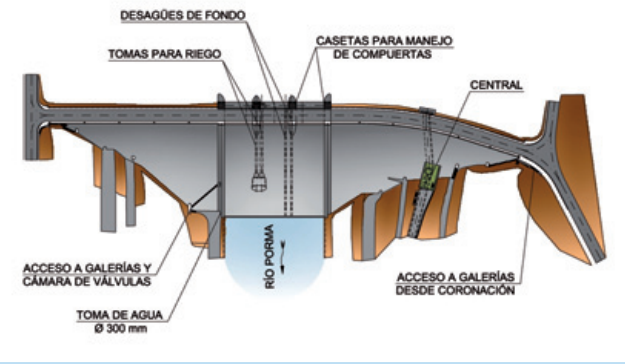 DESAGÜES DE FONDO
TOMAS PARA RIEGO
CASETAS PARA MANEJO
DE COMPUERTAS
CENTRAL
RÍO PORMA
ACCESO A GALERÍAS Y
CÁMARA DE VÁLVULAS
TOMA DE AGUA
Ø 300 mm
ACCESO A GALERÍAS
DESDE CORONACIÓN